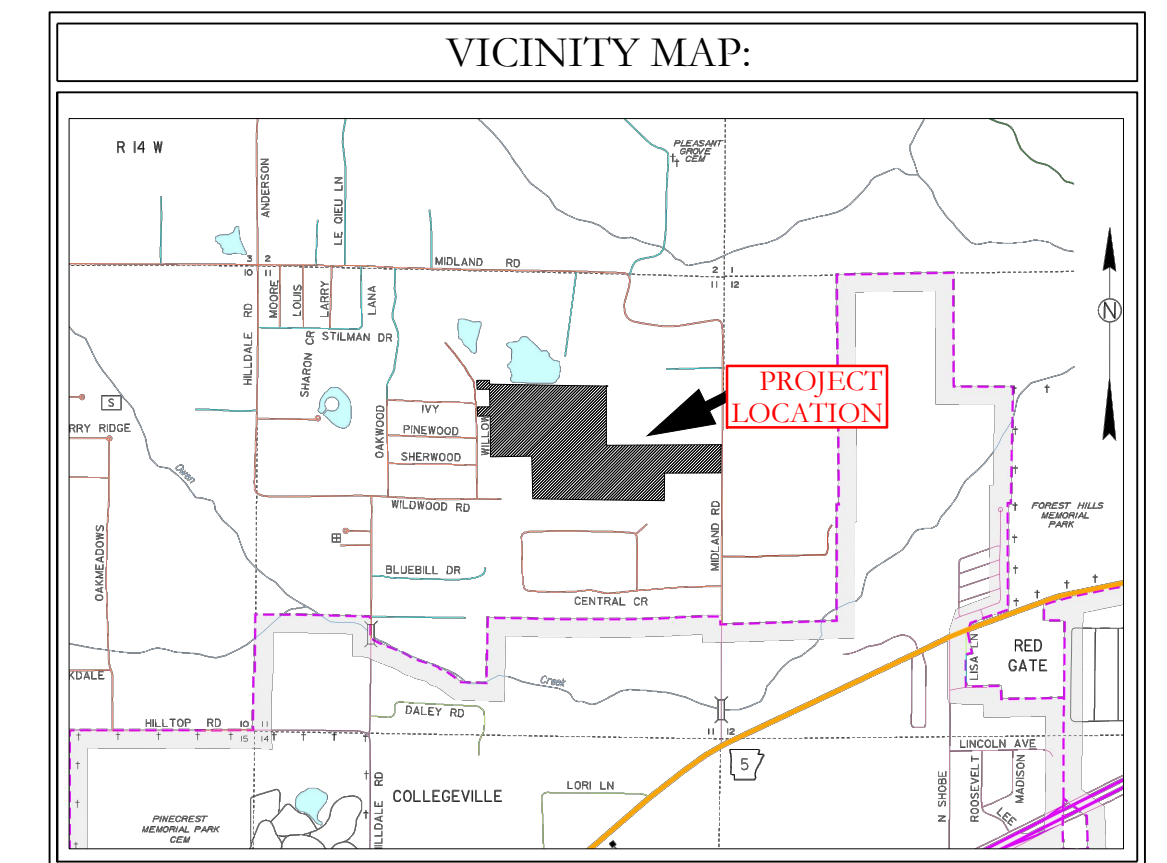 VICINITY MAP:
R 14 W
ANDERSON
LE QIEU LN
PLEASANT
GROVE
CEM
3 2
10 11
MIDLAND RD
2 1
11 12
N
HILLDALE RD
MOORE
LOUIS
LARRY
LANA
SHARON CR
STILMAN DR
PROJECT
LOCATION
S
RRY RIDGE
OAKWOOD
IVY
PINEWOOD
SHERWOOD
WILLOW
WILDWOOD RD
Owen
OAKMEADOWS
MIDLAND RD
FOREST HILLS
MEMORIAL
PARK
BLUEBILL DR
CENTRAL CR
LISA LN
RED
GATE
KDALE
Creek
HILLTOP RD
10 11
15 14
DALEY RD
11 12
5
LINCOLN AVE
N SHOBE
ROOSEVELT
MADISON
LEE
LORI LN
COLLEGEVILLE
ILLDALE RD
PINECREST
MEMORIAL PARK
CEM